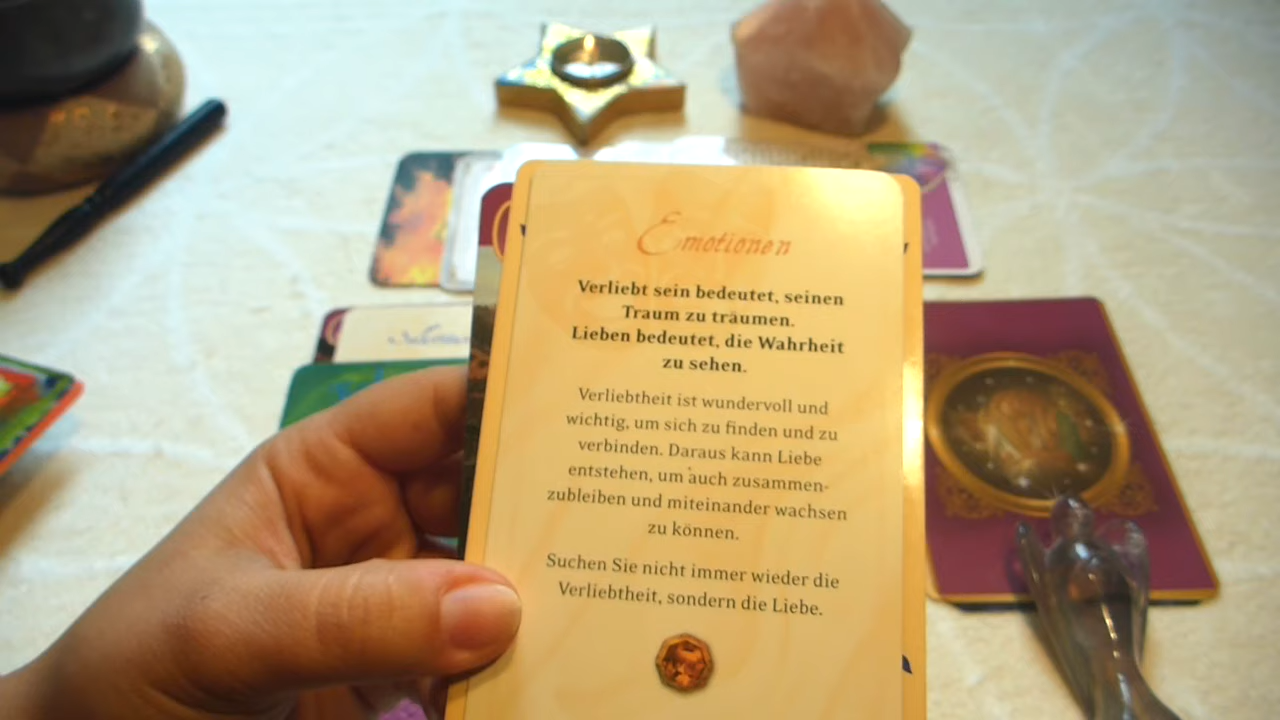 Emotionen
Verliebt sein bedeutet, seinen
Traum zu träumen.
Lieben bedeutet, die Wahrheit
zu sehen.
Verliebtheit ist wundervoll und
wichtig, um sich zu finden und zu
verbinden. Daraus kann Liebe
entstehen, um auch zusammen-
zubleiben und miteinander wachsen
zu können.
Suchen Sie nicht immer wieder die
Verliebtheit, sondern die Liebe.